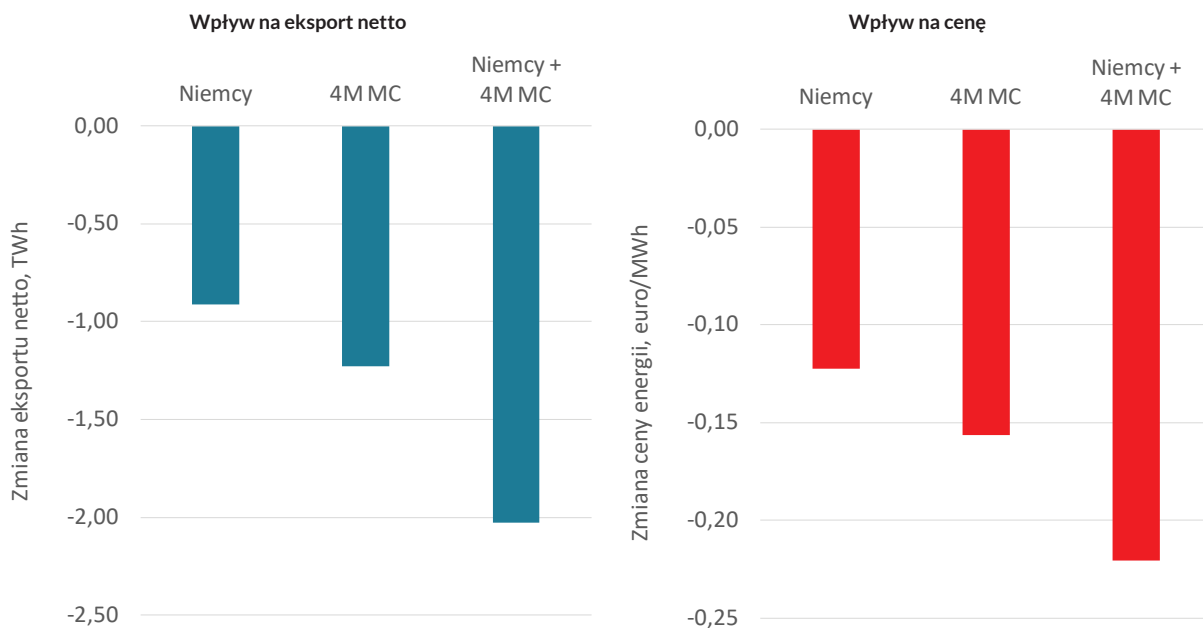 Wpływ na eksport netto
Niemcy
4M MC
Niemcy +
4M MC
0,00
-0,50
-1,00
-1,50
-2,00
-2,50
Zmiana eksportu netto, TWh
Wpływ na cenę
Niemcy
4M MC
Niemcy +
4M MC
0,00
-0,05
-0,10
-0,15
-0,20
-0,25
Zmiana ceny energii, euro/MWh